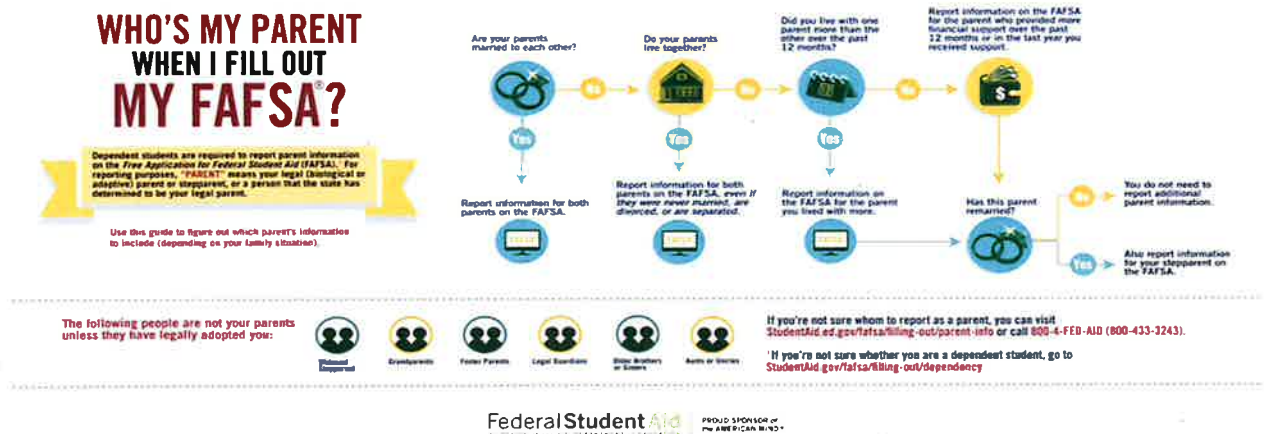 WHO'S MY PARENT
WHEN I FILL OUT
MY FAFSA®?
Dependent students are required to report parent information
on the Free Application for Federal Student Aid (FAFSA).¹ For
reporting purposes, "PARENT" means your legal (biological or
adoptive) parent or stepparent, or a person that the state has
determined to be your legal parent.
Use this guide to figure out which parent's information
to include (depending on your family situation).
Are your parents
married to each other?
No
Do your parents
live together?
No
Did you live with one
parent more than the
other over the past
12 months?
No
Report information on the FAFSA
for the parent who provided more
financial support over the past
12 months or in the last year you
received support.
Yes
Yes
Yes
Report information for both
parents on the FAFSA.
FAFSA
Report information for both
parents on the FAFSA, even if
they were never married, are
divorced, or are separated.
FAFSA
Report information on
the FAFSA for the parent
you lived with more.
FAFSA
Has this parent
remarried?
No
You do not need to
report additional
parent information.
Yes
Also report information
for your stepparent on
the FAFSA.
The following people are not your parents
unless they have legally adopted you:
Widowed
Stepparent
Grandparents
Foster Parents
Legal Guardians
Older Brothers
or Sisters
Aunts or Uncles
If you're not sure whom to report as a parent, you can visit
StudentAid.ed.gov/fafsa/filling-out/parent-info or call 800-4-FED-AID (800-433-3243).
¹If you're not sure whether you are a dependent student, go to
StudentAid.gov/fafsa/filling-out/dependency
Federal Student Aid
PROUD SPONSOR of
the AMERICAN MIND®